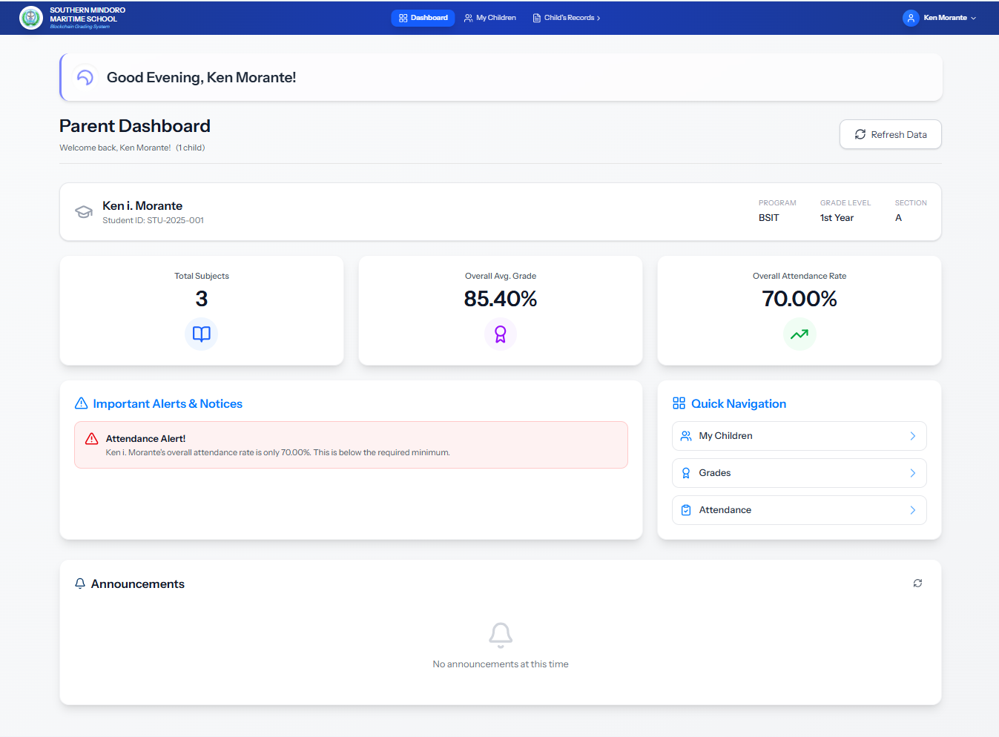 SOUTHERN MINDORO
MARITIME SCHOOL
Blockchain Grading System
Dashboard
My Children
Child's Records
Ken Morante
Good Evening, Ken Morante!
Parent Dashboard
Welcome back, Ken Morante! (1 child)
Refresh Data
Ken i. Morante
Student ID: STU-2025-001
PROGRAM
BSIT
GRADE LEVEL
1st Year
SECTION
A
Total Subjects
3
Overall Avg. Grade
85.40%
Overall Attendance Rate
70.00%
Important Alerts & Notices
Attendance Alert!
Ken i. Morante's overall attendance rate is only 70.00%. This is below the required minimum.
Quick Navigation
My Children
Grades
Attendance
Announcements
No announcements at this time